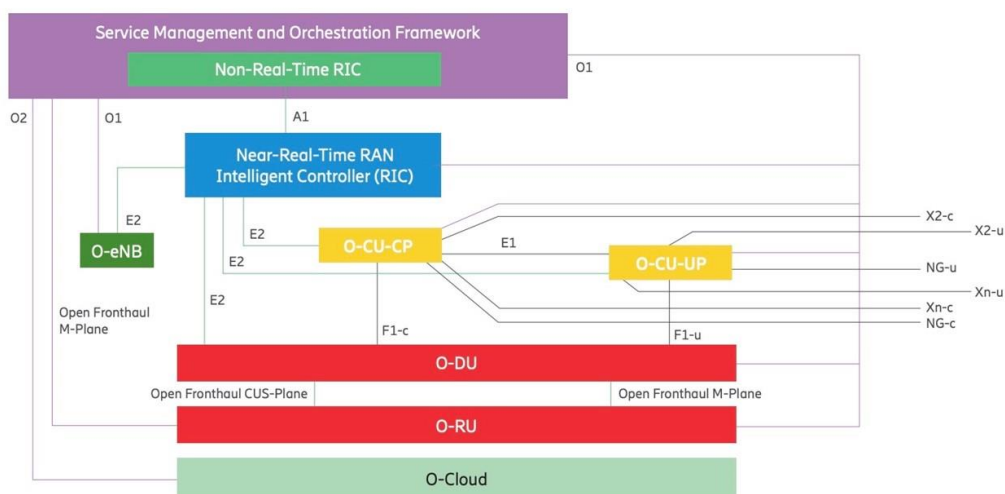 Service Management and Orchestration Framework
Non-Real-Time RIC
O1
O2
O1
A1
Near-Real-Time RAN
Intelligent Controller (RIC)
E2
O-eNB
E2
O-CU-CP
E1
E2
O-CU-UP
X2-c
X2-u
NG-u
Xn-u
Xn-c
NG-c
Open Fronthaul
M-Plane
E2
F1-c
F1-u
O-DU
Open Fronthaul CUS-Plane
Open Fronthaul M-Plane
O-RU
O-Cloud